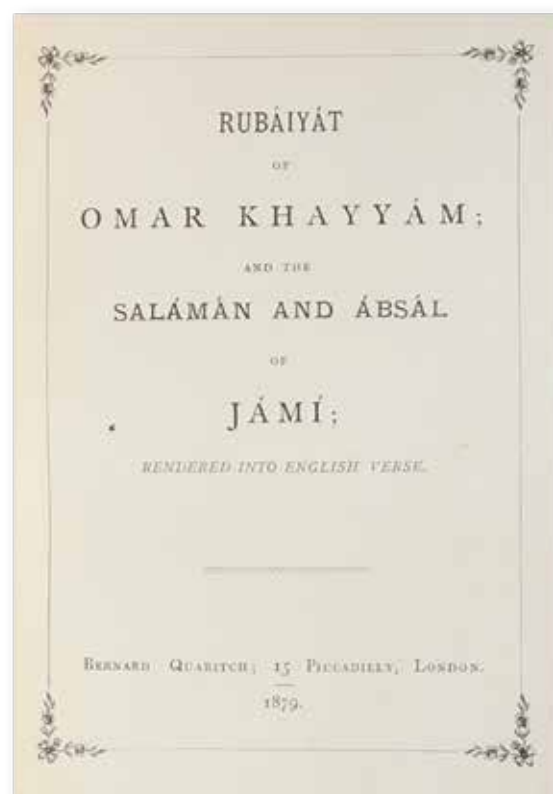 RUBÁIYÁT
OF
OMAR KHAYYÁM;
AND THE
SALÁMÁN AND ÁBSÁL
OF
JÁMÍ;
RENDERED INTO ENGLISH VERSE.
BERNARD QUARITCH; 15 PICCADILLY, LONDON.
1879.